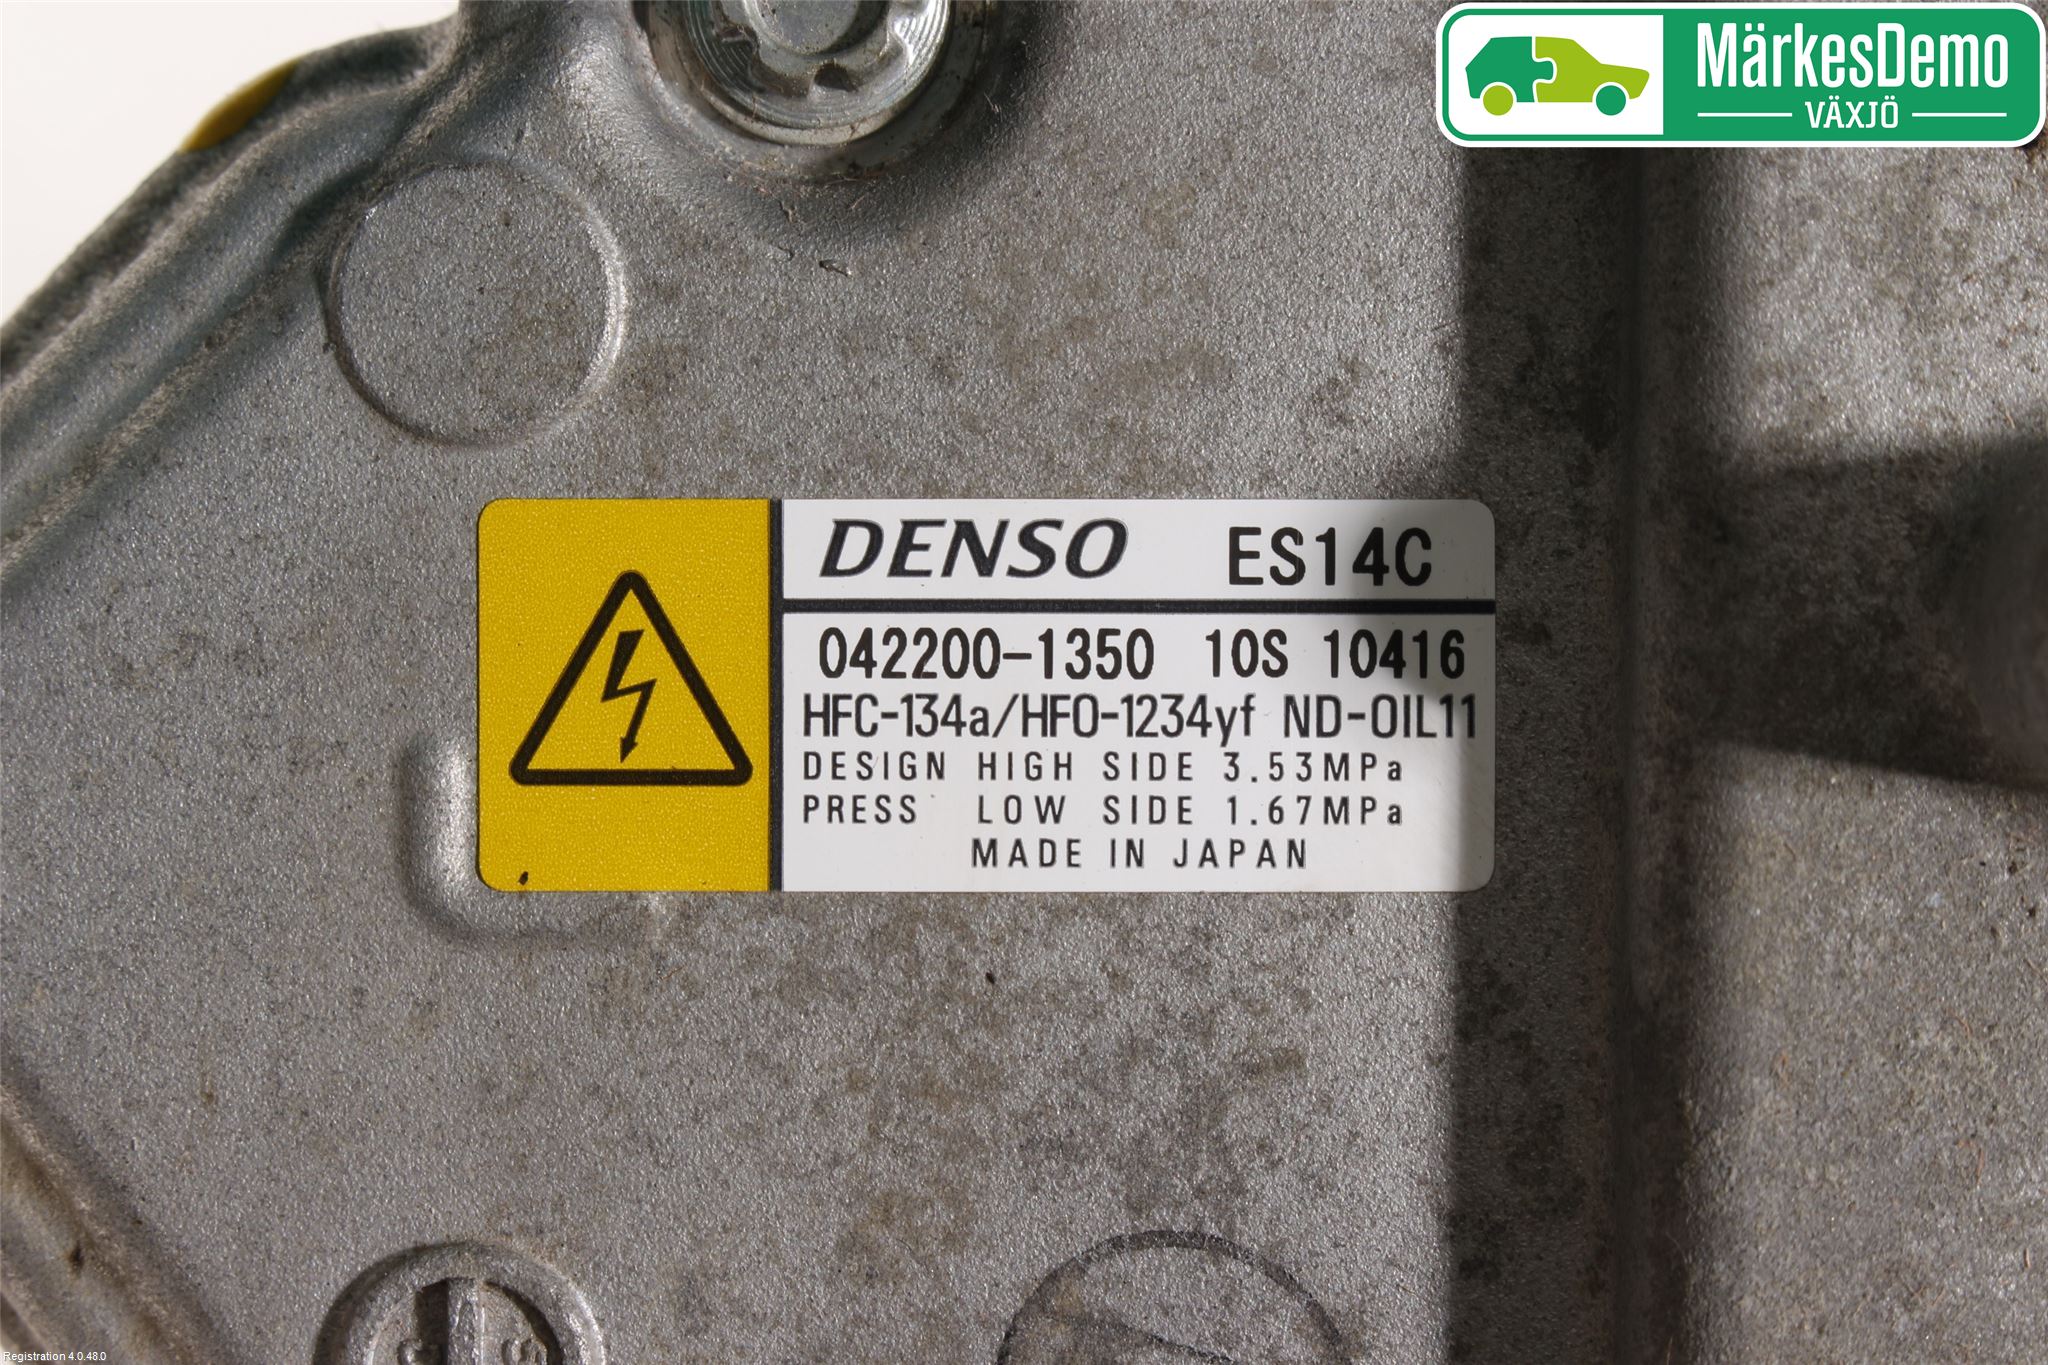 MärkesDemo
VÄXJÖ
DENSO ES14C
042200-1350 10S 10416
HFC-134a/HFO-1234yf ND-OIL11
DESIGN HIGH SIDE 3.53MPa
PRESS LOW SIDE 1.67MPa
MADE IN JAPAN
Registration 4.0.48.0